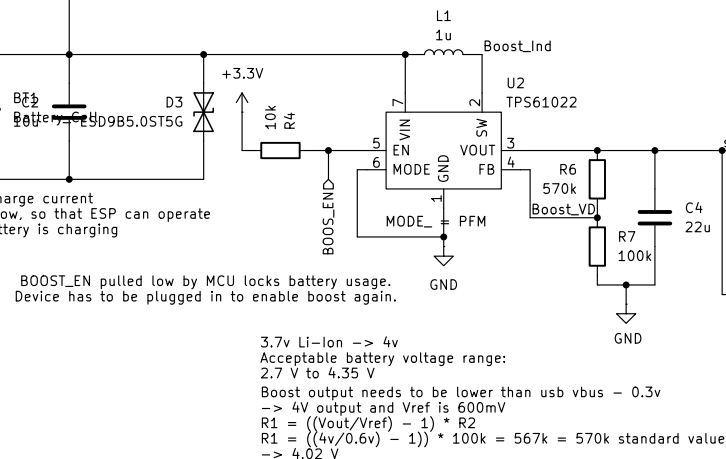 L1
1u
Boost_Ind
+3.3V
U2
TPS61022
BT1
C2
D3
Battery_Cell
10u
ESD9B5.0ST5G
10k
R4
7
2
VIN
SW
5
EN
VOUT
3
6
MODE
GND
FB
4
1
R6
570k
Boost_VD
C4
22u
BOOS_END
MODE_ = PFM
R7
100k
GND
GND
harge current
ow, so that ESP can operate
ttery is charging
BOOST_EN pulled low by MCU locks battery usage.
Device has to be plugged in to enable boost again.
3.7v Li-Ion -> 4v
Acceptable battery voltage range:
2.7 V to 4.35 V
Boost output needs to be lower than usb vbus - 0.3v
-> 4V output and Vref is 600mV
R1 = ((Vout/Vref) - 1) * R2
R1 = ((4v/0.6v) - 1)) * 100k = 567k = 570k standard value
-> 4.02 V